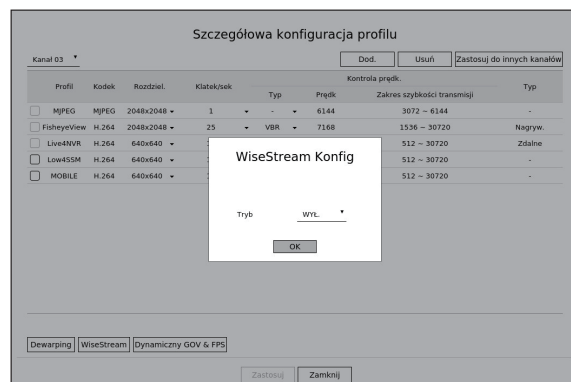 Szczegółowa konfiguracja profilu
Kanał 03 Dod. Usuń Zastosuj do innych kanałów
Profil Kodek Rozdziel. Klatek/sek Kontrola prędk. Typ
Typ Prędk Zakres szybkości transmisji
MJPEG MJPEG 2048x2048 1 - 6144 3072 ~ 6144 -
FisheyeView H.264 2048x2048 25 VBR 7168 1536 ~ 30720 Nagryw.
Live4NVR H.264 640x640 512 ~ 30720 Zdalne
Low4SSM H.264 640x640 512 ~ 30720 -
MOBILE H.264 640x640 512 ~ 30720 -
WiseStream Konfig
Tryb WYŁ.
OK
Dewarping WiseStream Dynamiczny GOV & FPS
Zastosuj Zamknij